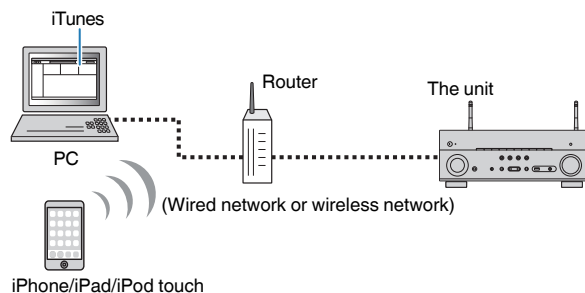 iTunes
Router
The unit
PC
(Wired network or wireless network)
iPhone/iPad/iPod touch